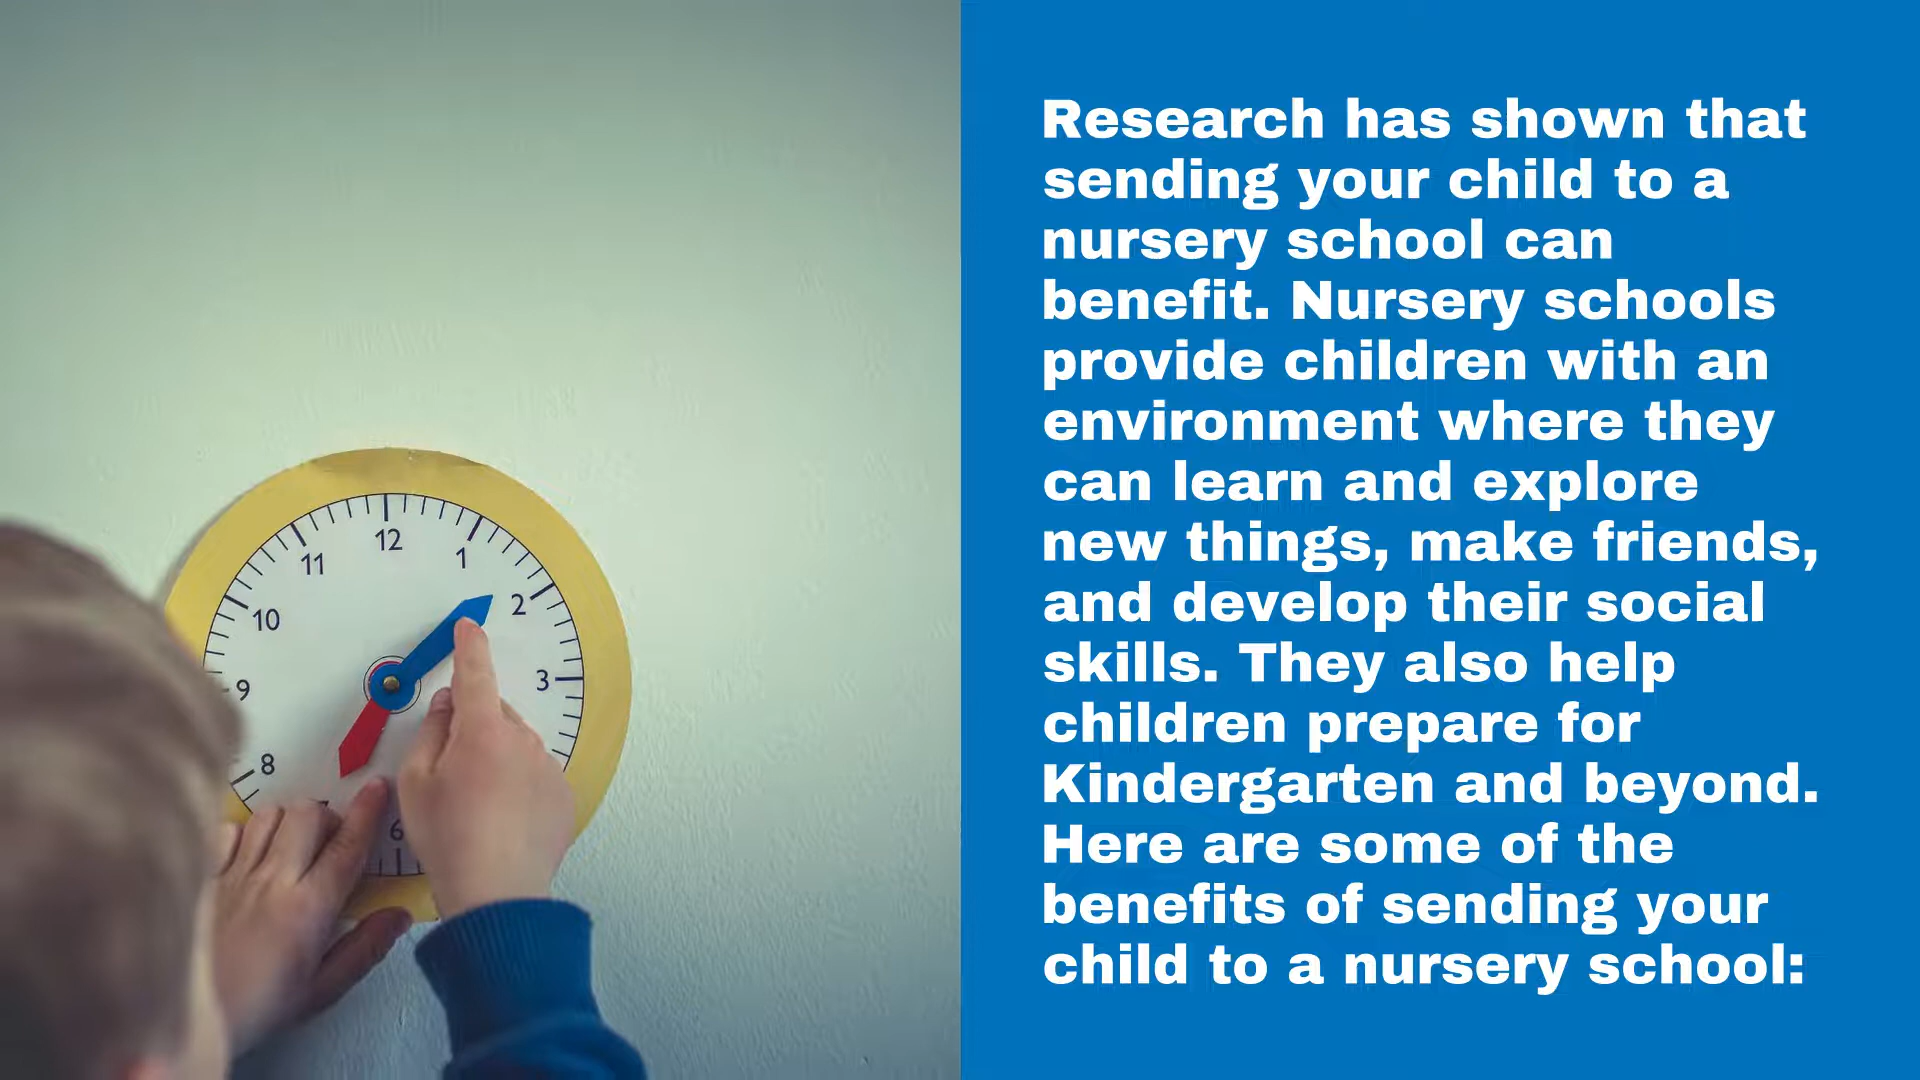 Research has shown that
sending your child to a
nursery school can
benefit. Nursery schools
provide children with an
environment where they
can learn and explore
new things, make friends,
and develop their social
skills. They also help
children prepare for
Kindergarten and beyond.
Here are some of the
benefits of sending your
child to a nursery school:
12
11
1
10
2
9
3
8
6